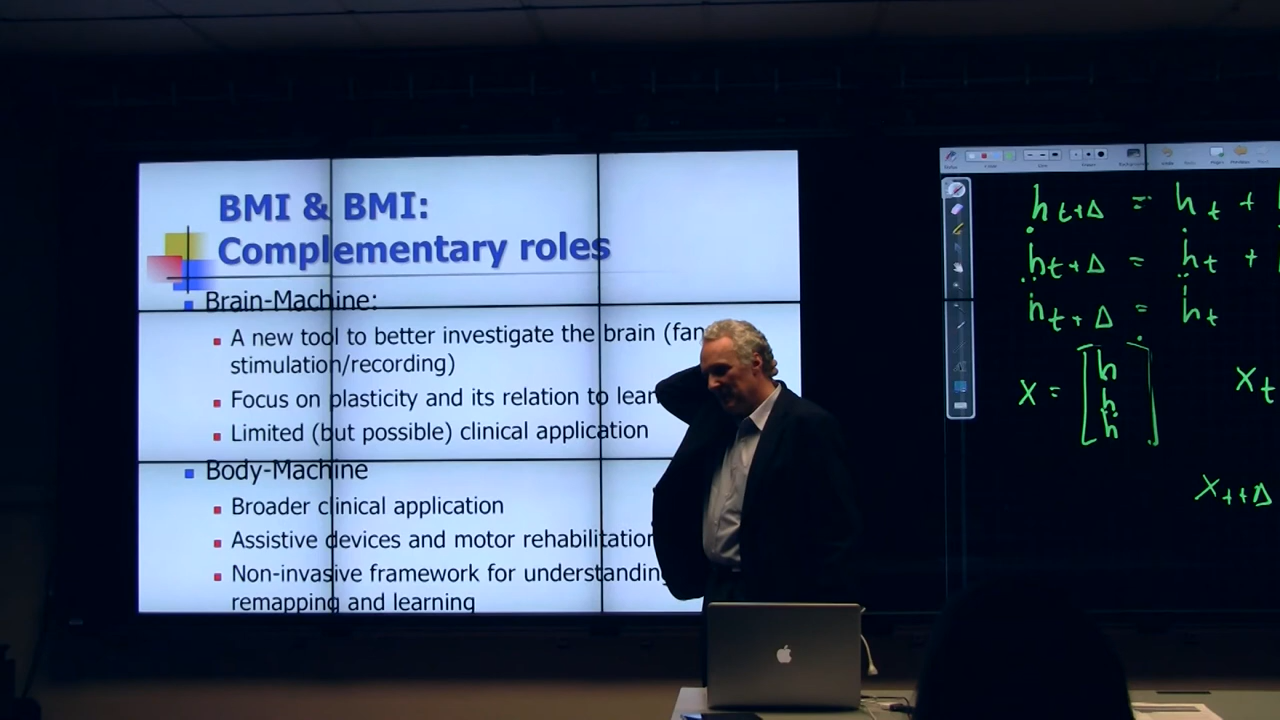 BMI & BMI:
Complementary roles
Brain-Machine:
A new tool to better investigate the brain
stimulation/recording)
Focus on plasticity and its relation to
Limited (but possible) clinical application
Body-Machine
Broader clinical application
Assistive devices and motor rehabilitation
Non-invasive framework for understanding
remapping and learning
h t+Δ = h t +
ḣ t+Δ = ḣ t +
ḧ t+Δ = ḧ t
X = [h ḣ ḧ]
X t
X t+Δ